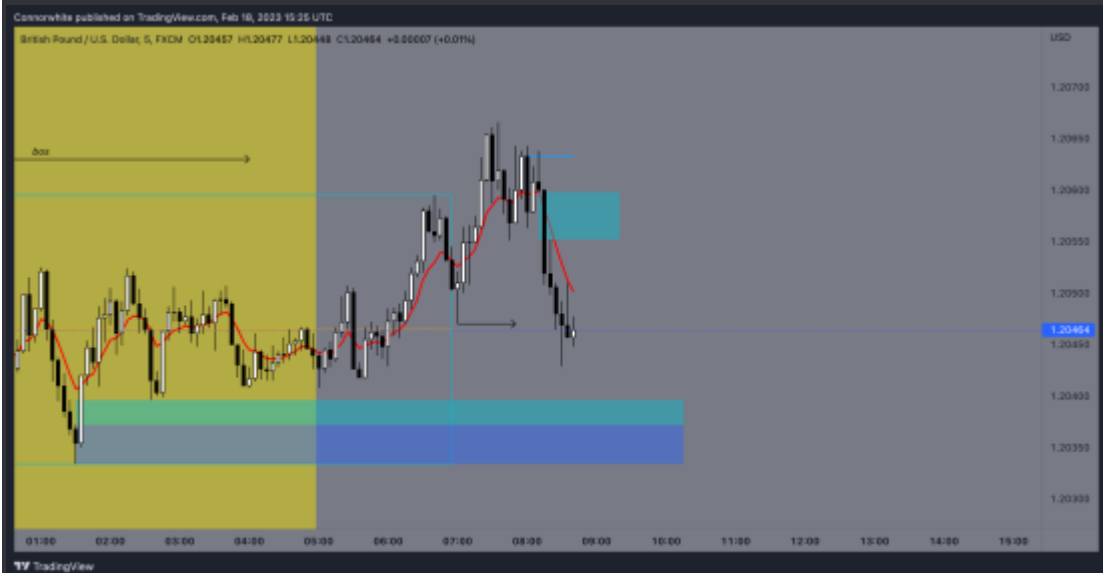 Connorwhite published on TradingView.com, Feb 18, 2023 15:25 UTC
British Pound / U.S. Dollar, 5, FXCM O1.20457 H1.20477 L1.20448 C1.20464 +0.00007 (+0.01%)
USD
1.20700
1.20650
box
1.20600
1.20550
1.20500
1.20464
1.20450
1.20400
1.20350
1.20300
01:00 02:00 03:00 04:00 05:00 06:00 07:00 08:00 09:00 10:00 11:00 12:00 13:00 14:00 15:00
TradingView